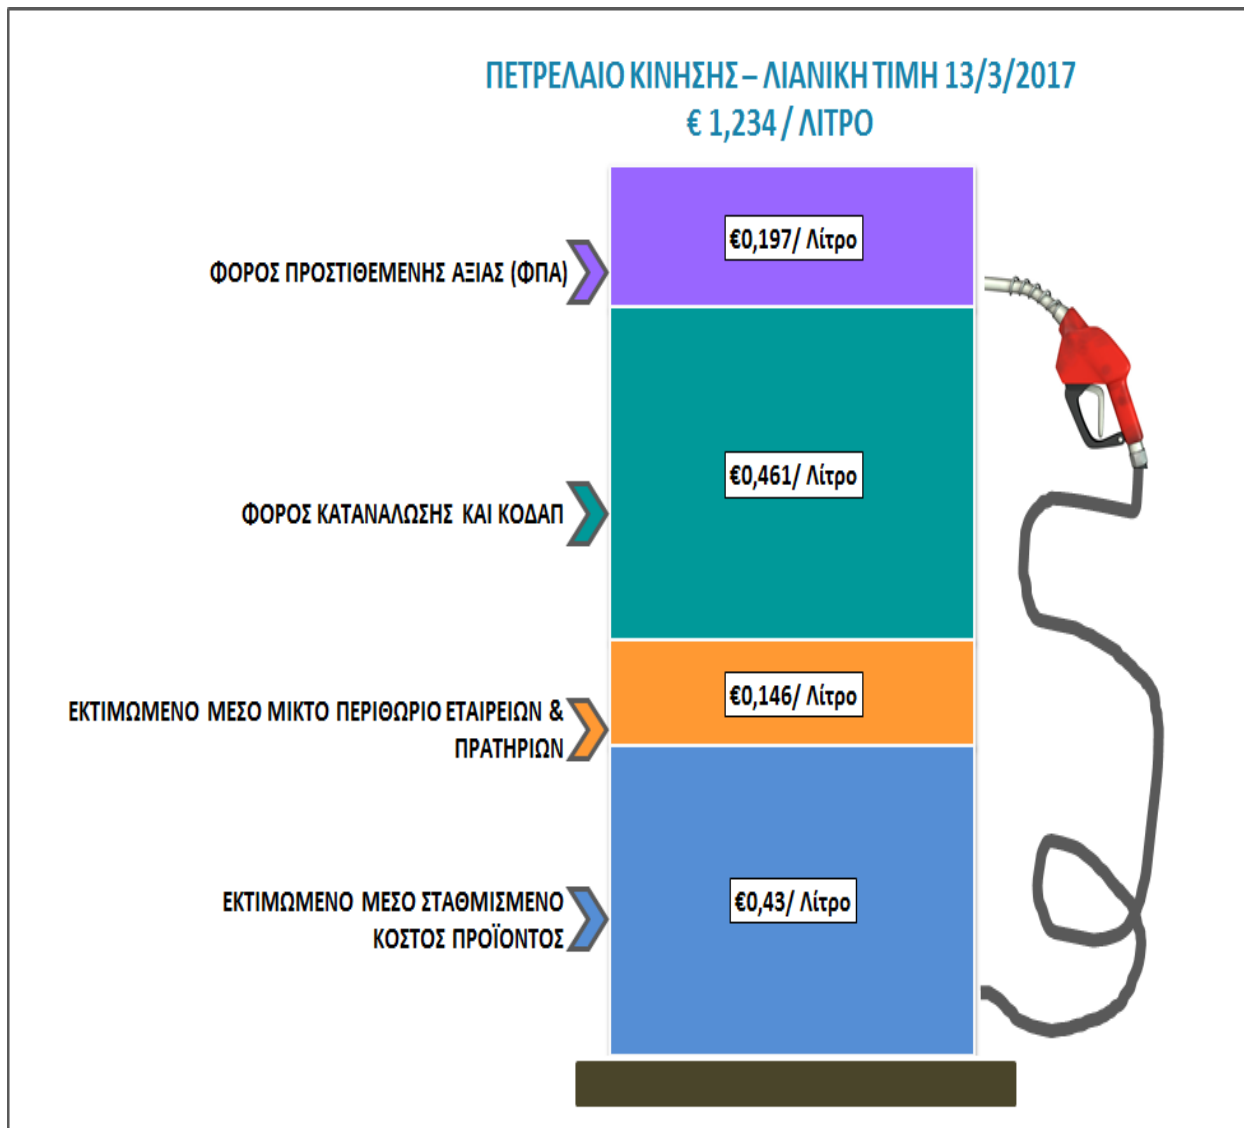 ΠΕΤΡΕΛΑΙΟ ΚΙΝΗΣΗΣ – ΛΙΑΝΙΚΗ ΤΙΜΗ 13/3/2017
€ 1,234 / ΛΙΤΡΟ
€0,197/ Λίτρο
ΦΟΡΟΣ ΠΡΟΣΤΙΘΕΜΕΝΗΣ ΑΞΙΑΣ (ΦΠΑ)
€0,461/ Λίτρο
ΦΟΡΟΣ ΚΑΤΑΝΑΛΩΣΗΣ ΚΑΙ ΚΟΔΑΠ
€0,146/ Λίτρο
ΕΚΤΙΜΩΜΕΝΟ ΜΕΣΟ ΜΙΚΤΟ ΠΕΡΙΘΩΡΙΟ ΕΤΑΙΡΕΙΩΝ &
ΠΡΑΤΗΡΙΩΝ
€0,43/ Λίτρο
ΕΚΤΙΜΩΜΕΝΟ ΜΕΣΟ ΣΤΑΘΜΙΣΜΕΝΟ
ΚΟΣΤΟΣ ΠΡΟΪΟΝΤΟΣ